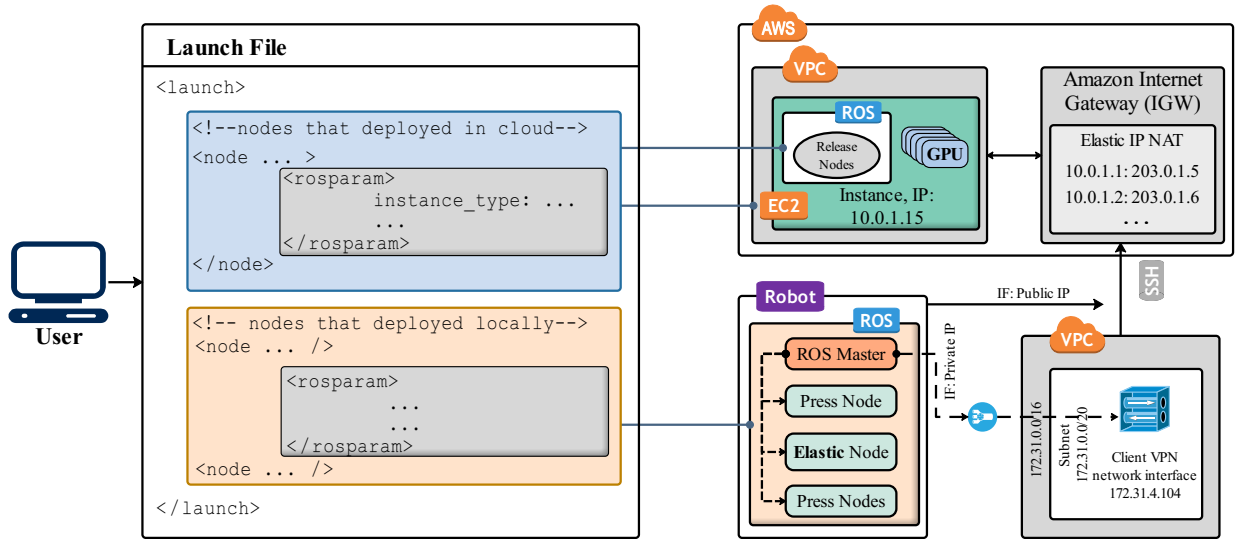 User
Launch File
<launch>
<!--nodes that deployed in cloud-->
<node ... >
<rosparam>
instance_type: ...
...
</rosparam>
</node>
<!-- nodes that deployed locally-->
<node ... />
<rosparam>
...
...
</rosparam>
<node ... />
</launch>
AWS
VPC
ROS
Release
Nodes
GPU
EC2
Instance, IP:
10.0.1.15
Amazon Internet
Gateway (IGW)
Elastic IP NAT
10.0.1.1: 203.0.1.5
10.0.1.2: 203.0.1.6
...
SSH
Robot
ROS
ROS Master
Press Node
Elastic Node
Press Nodes
IF: Public IP
IF: Private IP
VPC
172.31.0.0/16
Subnet
172.31.0.0/20
Client VPN
network interface
172.31.4.104